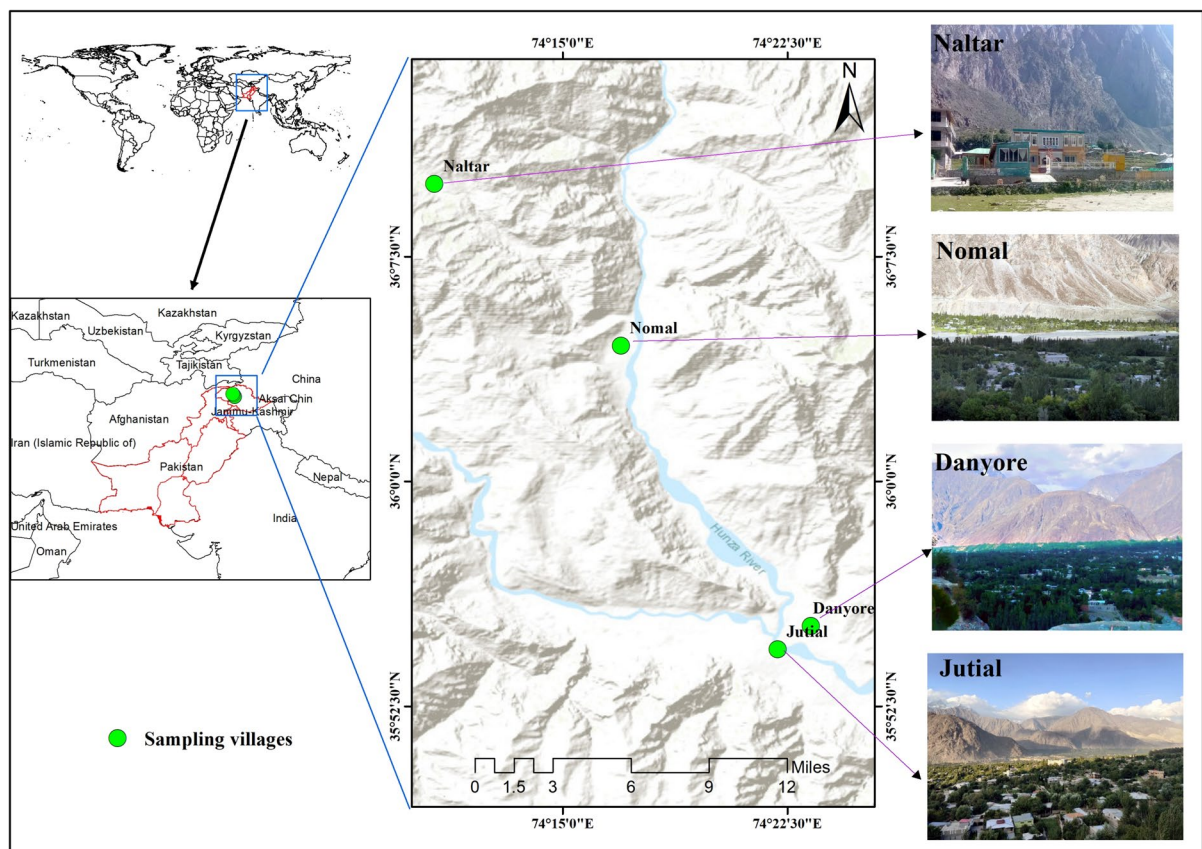 74°15'0"E
74°22'30"E
N
Naltar
Nomal
Hunza River
Danyore
Jutial
36°7'30"N
36°0'0"N
35°52'30"N
36°7'30"N
36°0'0"N
35°52'30"N
Miles
0 1.5 3 6 9 12
74°15'0"E
74°22'30"E
Kazakhstan
Kazakhstan
Uzbekistan
Kyrgyzstan
Turkmenistan
Tajikistan
China
Afghanistan
Aksai Chin
Jammu-Kashmir
Iran (Islamic Republic of)
Pakistan
Nepal
India
United Arab Emirates
Oman
Sampling villages
Naltar
Nomal
Danyore
Jutial